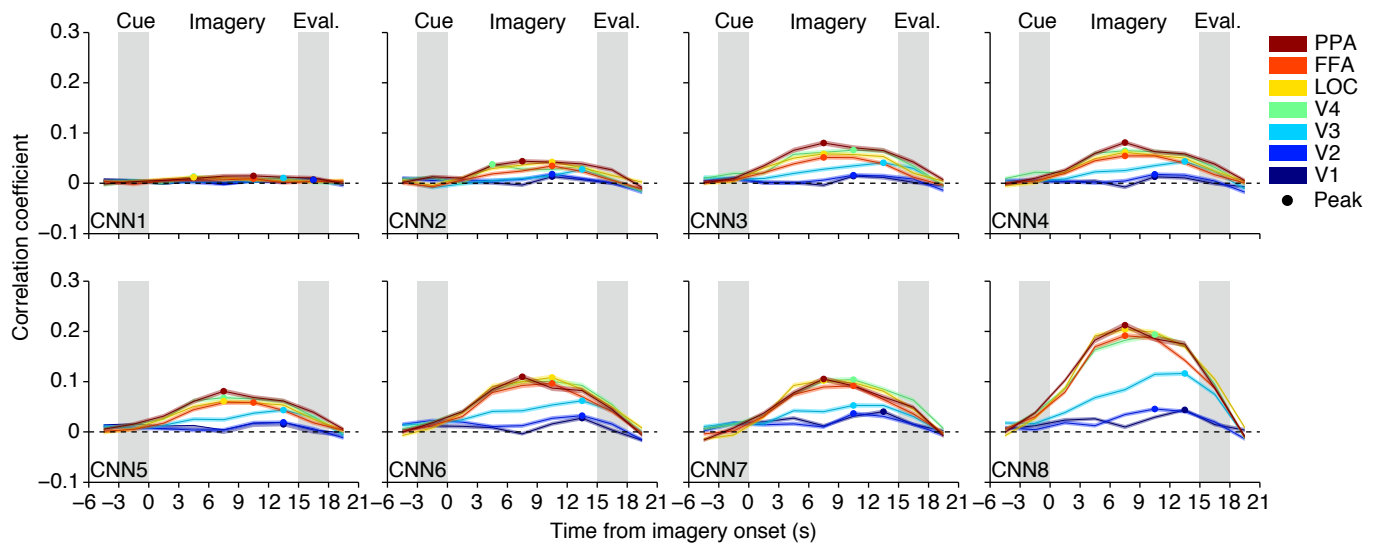 Cue Imagery Eval.
Cue Imagery Eval.
Cue Imagery Eval.
Cue Imagery Eval.
0.3
0.2
0.1
0
−0.1
Correlation coefficient
CNN1
CNN2
CNN3
CNN4
PPA
FFA
LOC
V4
V3
V2
V1
Peak
0.3
0.2
0.1
0
−0.1
CNN5
CNN6
CNN7
CNN8
−6 −3 0 3 6 9 12 15 18 21
−6 −3 0 3 6 9 12 15 18 21
−6 −3 0 3 6 9 12 15 18 21
−6 −3 0 3 6 9 12 15 18 21
Time from imagery onset (s)